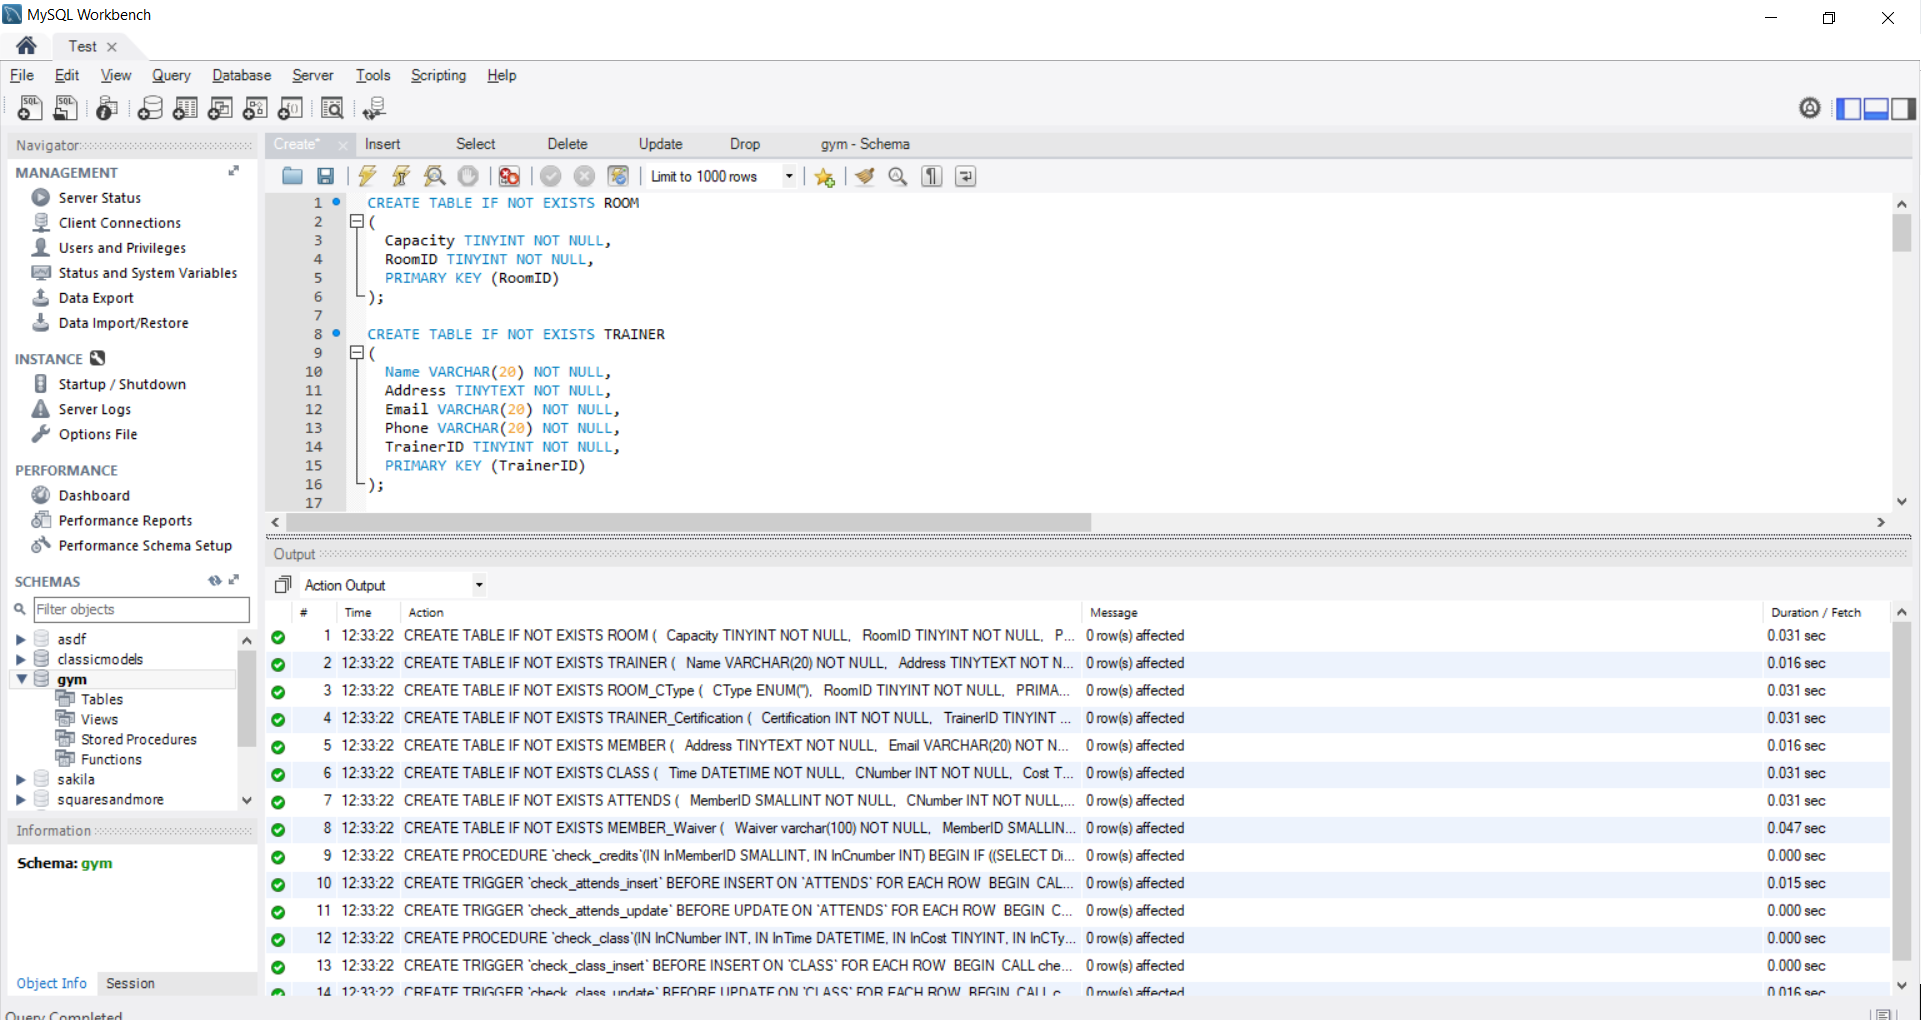 MySQL Workbench
Test
File Edit View Query Database Server Tools Scripting Help
Navigator
MANAGEMENT
Server Status
Client Connections
Users and Privileges
Status and System Variables
Data Export
Data Import/Restore
INSTANCE
Startup / Shutdown
Server Logs
Options File
PERFORMANCE
Dashboard
Performance Reports
Performance Schema Setup
SCHEMAS
Filter objects
asdf
classicmodels
gym
Tables
Views
Stored Procedures
Functions
sakila
squaresandmore
Information
Schema: gym
Object Info Session
Create* Insert Select Delete Update Drop gym - Schema
Limit to 1000 rows
1 CREATE TABLE IF NOT EXISTS ROOM
2 (
3 Capacity TINYINT NOT NULL,
4 RoomID TINYINT NOT NULL,
5 PRIMARY KEY (RoomID)
6 );
7
8 CREATE TABLE IF NOT EXISTS TRAINER
9 (
10 Name VARCHAR(20) NOT NULL,
11 Address TINYTEXT NOT NULL,
12 Email VARCHAR(20) NOT NULL,
13 Phone VARCHAR(20) NOT NULL,
14 TrainerID TINYINT NOT NULL,
15 PRIMARY KEY (TrainerID)
16 );
17
Output
Action Output
# Time Action Message Duration / Fetch
1 12:33:22 CREATE TABLE IF NOT EXISTS ROOM ( Capacity TINYINT NOT NULL, RoomID TINYINT NOT NULL, P... 0 row(s) affected 0.031 sec
2 12:33:22 CREATE TABLE IF NOT EXISTS TRAINER ( Name VARCHAR(20) NOT NULL, Address TINYTEXT NOT N... 0 row(s) affected 0.016 sec
3 12:33:22 CREATE TABLE IF NOT EXISTS ROOM_CType ( CType ENUM(''), RoomID TINYINT NOT NULL, PRIMA... 0 row(s) affected 0.031 sec
4 12:33:22 CREATE TABLE IF NOT EXISTS TRAINER_Certification ( Certification INT NOT NULL, TrainerID TINYINT ... 0 row(s) affected 0.031 sec
5 12:33:22 CREATE TABLE IF NOT EXISTS MEMBER ( Address TINYTEXT NOT NULL, Email VARCHAR(20) NOT N... 0 row(s) affected 0.016 sec
6 12:33:22 CREATE TABLE IF NOT EXISTS CLASS ( Time DATETIME NOT NULL, CNumber INT NOT NULL, Cost T... 0 row(s) affected 0.031 sec
7 12:33:22 CREATE TABLE IF NOT EXISTS ATTENDS ( MemberID SMALLINT NOT NULL, CNumber INT NOT NULL,... 0 row(s) affected 0.031 sec
8 12:33:22 CREATE TABLE IF NOT EXISTS MEMBER_Waiver ( Waiver varchar(100) NOT NULL, MemberID SMALLIN... 0 row(s) affected 0.047 sec
9 12:33:22 CREATE PROCEDURE `check_credits`(IN InMemberID SMALLINT, IN InCnumber INT) BEGIN IF ((SELECT Di... 0 row(s) affected 0.000 sec
10 12:33:22 CREATE TRIGGER `check_attends_insert` BEFORE INSERT ON `ATTENDS` FOR EACH ROW BEGIN CAL... 0 row(s) affected 0.015 sec
11 12:33:22 CREATE TRIGGER `check_attends_update` BEFORE UPDATE ON `ATTENDS` FOR EACH ROW BEGIN C... 0 row(s) affected 0.000 sec
12 12:33:22 CREATE PROCEDURE `check_class`(IN InCNumber INT, IN InTime DATETIME, IN InCost TINYINT, IN InCTy... 0 row(s) affected 0.000 sec
13 12:33:22 CREATE TRIGGER `check_class_insert` BEFORE INSERT ON `CLASS` FOR EACH ROW BEGIN CALL che... 0 row(s) affected 0.000 sec
14 12:33:22 CREATE TRIGGER `check_class_update` BEFORE UPDATE ON `CLASS` FOR EACH ROW BEGIN CALL c... 0 row(s) affected 0.016 sec
Query Completed